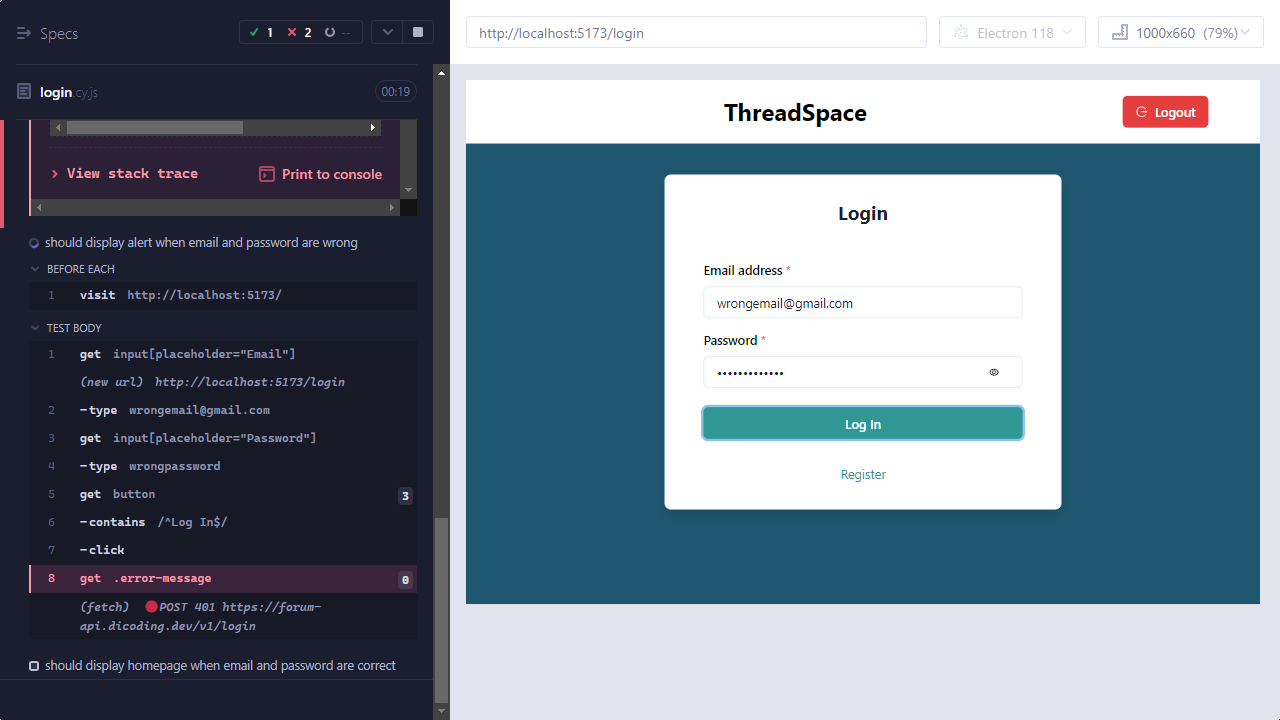 Specs
1
2
--
login.cy.js
00:19
View stack trace
Print to console
should display alert when email and password are wrong
BEFORE EACH
1 visit http://localhost:5173/
TEST BODY
1 get input[placeholder="Email"]
(new url) http://localhost:5173/login
2 -type wrongemail@gmail.com
3 get input[placeholder="Password"]
4 -type wrongpassword
5 get button 3
6 -contains /^Log In$/
7 -click
8 get .error-message 0
(fetch) POST 401 https://forum-
api.dicoding.dev/v1/login
should display homepage when email and password are correct
http://localhost:5173/login
Electron 118
1000x660 (79%)
ThreadSpace
Logout
Login
Email address *
wrongemail@gmail.com
Password *
•••••••••••••
Log In
Register